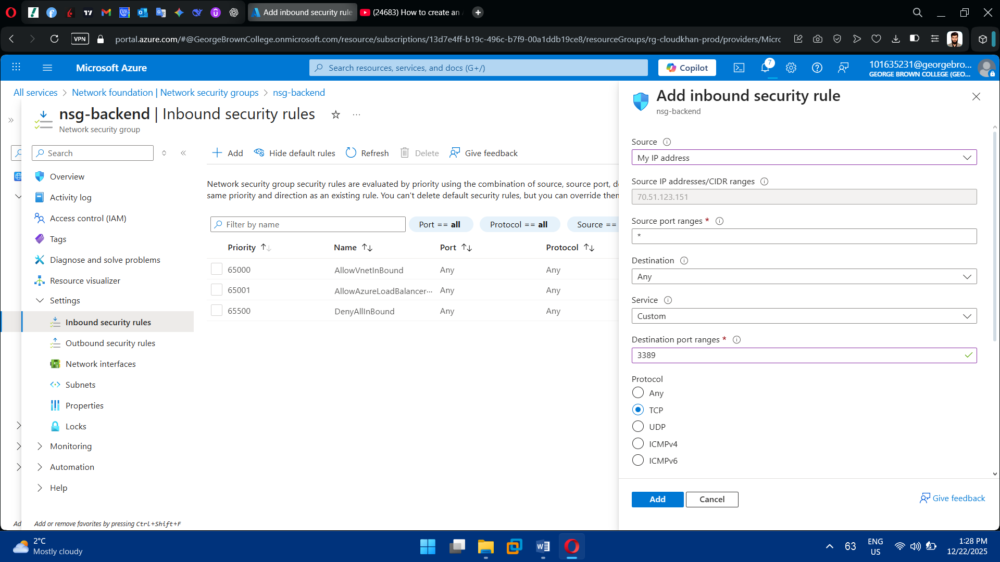 Add inbound security rule
(24683) How to create an
VPN
portal.azure.com/#@GeorgeBrownCollege.onmicrosoft.com/resource/subscriptions/13d7e4ff-b19c-496c-b7f9-00a1ddb19ce8/resourceGroups/rg-cloudkhan-prod/providers/Micro
Microsoft Azure
Search resources, services, and docs (G+/)
Copilot
7
101635231@georgebro...
GEORGE BROWN COLLEGE (GEO...
All services > Network foundation | Network security groups > nsg-backend
nsg-backend | Inbound security rules
Network security group
Search
Overview
Activity log
Access control (IAM)
Tags
Diagnose and solve problems
Resource visualizer
Settings
Inbound security rules
Outbound security rules
Network interfaces
Subnets
Properties
Locks
Monitoring
Automation
Help
Ad
Add or remove favorites by pressing Ctrl+Shift+F
Add
Hide default rules
Refresh
Delete
Give feedback
Network security group security rules are evaluated by priority using the combination of source, source port, d
same priority and direction as an existing rule. You can't delete default security rules, but you can override then
Filter by name
Port == all
Protocol == all
Source ==
Priority Name Port Protocol
65000 AllowVnetInBound Any Any
65001 AllowAzureLoadBalancer... Any Any
65500 DenyAllInBound Any Any
Add inbound security rule
nsg-backend
Source
My IP address
Source IP addresses/CIDR ranges
70.51.123.151
Source port ranges *
*
Destination
Any
Service
Custom
Destination port ranges *
3389
Protocol
Any
TCP
UDP
ICMPv4
ICMPv6
Add
Cancel
Give feedback
2°C
Mostly cloudy
63
ENG
US
1:28 PM
12/22/2025